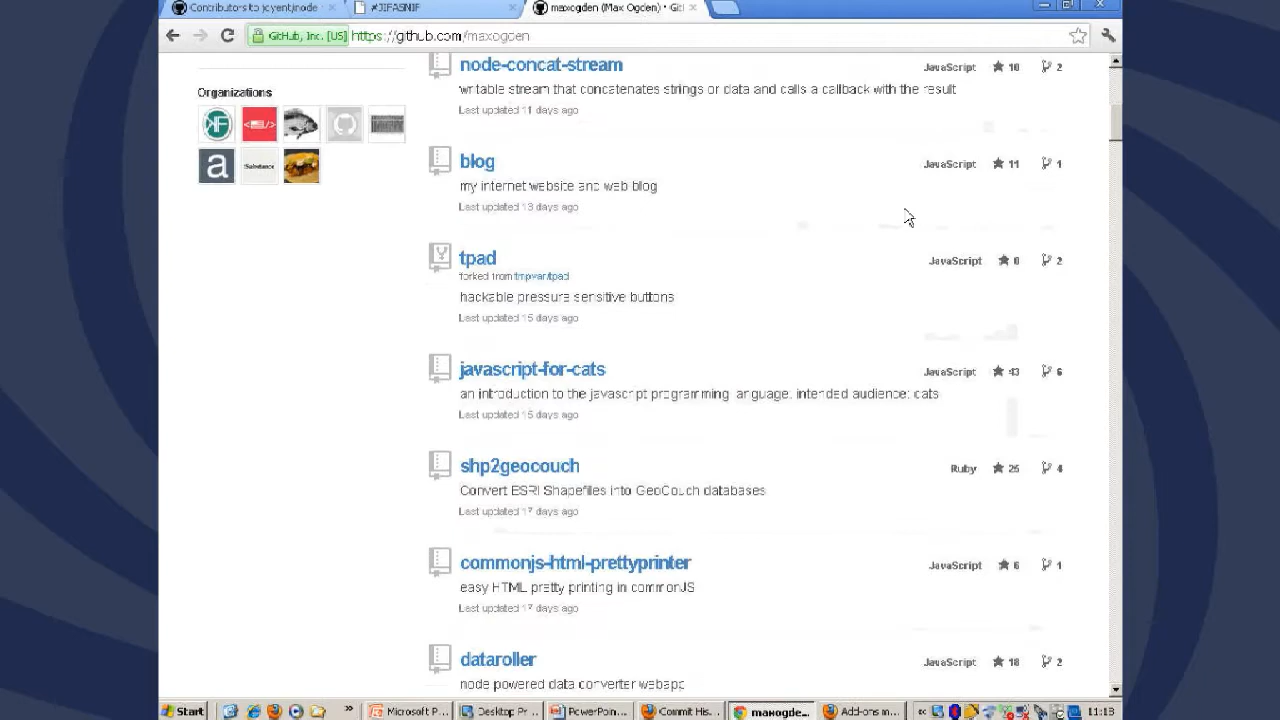 Contributors to joyent/node
#JIFASNIF
maxogden (Max Ogden) · Git
GitHub, Inc. [US]
https://github.com/maxogden
Organizations
node-concat-stream
JavaScript 10 2
writable stream that concatenates strings or data and calls a callback with the result
Last updated 11 days ago
blog
JavaScript 11 1
my internet website and web blog
Last updated 13 days ago
tpad
JavaScript 2
forked from tmpvar/tpad
hackable pressure sensitive buttons
Last updated 15 days ago
javascript-for-cats
JavaScript 6
an introduction to the javascript programming language. intended audience: cats
Last updated 15 days ago
shp2geocouch
Ruby 25 4
Convert ESRI Shapefiles into GeoCouch databases
Last updated 17 days ago
commonjs-html-prettyprinter
JavaScript 6 1
easy HTML pretty printing in commonJS
Last updated 17 days ago
dataroller
JavaScript 18 2
node powered data converter webapp
Start
Microsoft P...
Desktop Pr...
PowerPoin...
Commit His...
maxogde...
Add-ons m...
11:13